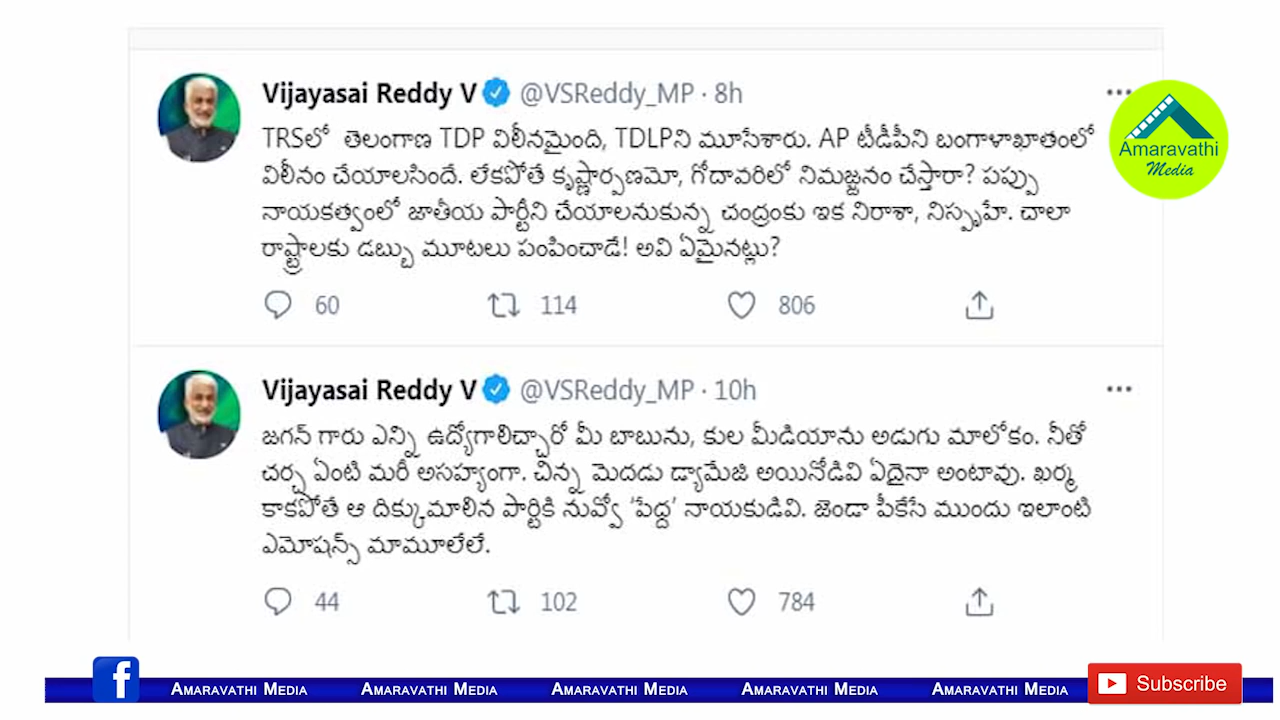 Vijayasai Reddy V @VSReddy_MP · 8h
TRSలో తెలంగాణ TDP విలీనమైంది, TDLPని మూసేశారు. AP టీడీపీని బంగాళాఖాతంలో
విలీనం చేయాలసిందే. లేకపోతే కృష్ణార్పణమో, గోదావరిలో నిమజ్జనం చేస్తారా? పప్పు
నాయకత్వంలో జాతీయ పార్టీని చేయాలనుకున్న చంద్రంకు ఇక నిరాశా, నిస్పృహే. చాలా
రాష్ట్రాలకు డబ్బు మూటలు పంపించాడే! అవి ఏమైనట్లు?
60 114 806
Vijayasai Reddy V @VSReddy_MP · 10h
జగన్ గారు ఎన్ని ఉద్యోగాలిచ్చారో మీ బాబును, కుల మీడియాను అడుగు మాలోకం. నీతో
చర్చ ఏంటి మరీ అసహ్యంగా. చిన్న మెదడు డ్యామేజి అయినోడివి ఏదైనా అంటావు. ఖర్మ
కాకపోతే ఆ దిక్కుమాలిన పార్టికి నువ్వో ‘పేద్ద’ నాయకుడివి. జెండా పీకేసే ముందు ఇలాంటి
ఎమోషన్స్ మామూలేలే.
44 102 784
Amaravathi
Media
f Amaravathi Media Amaravathi Media Amaravathi Media Amaravathi Media Amaravathi Media Subscribe